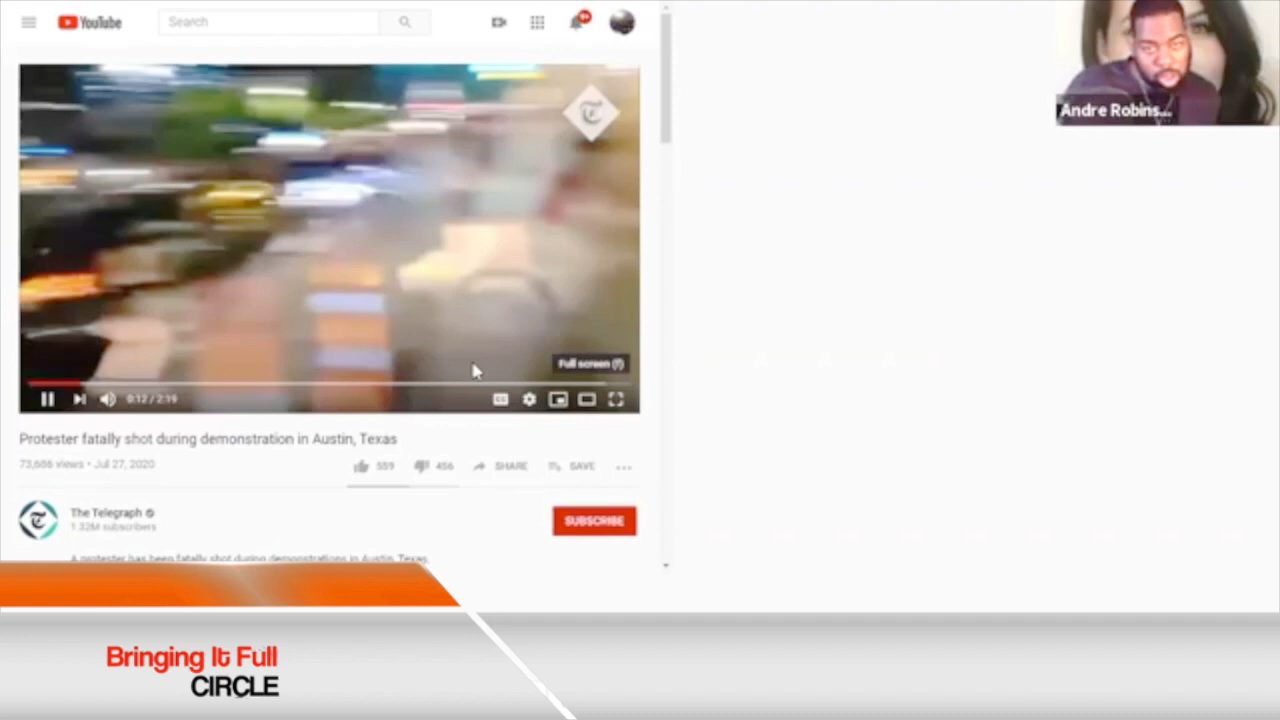 YouTube
Search
9+
Andre Robins...
Full screen (f)
0:12 / 2:19
Protester fatally shot during demonstration in Austin, Texas
73,686 views • Jul 27, 2020
559
456
SHARE
SAVE
The Telegraph
1.32M subscribers
SUBSCRIBE
A protester has been fatally shot during demonstrations in Austin, Texas.
Bringing It Full
CIRCLE